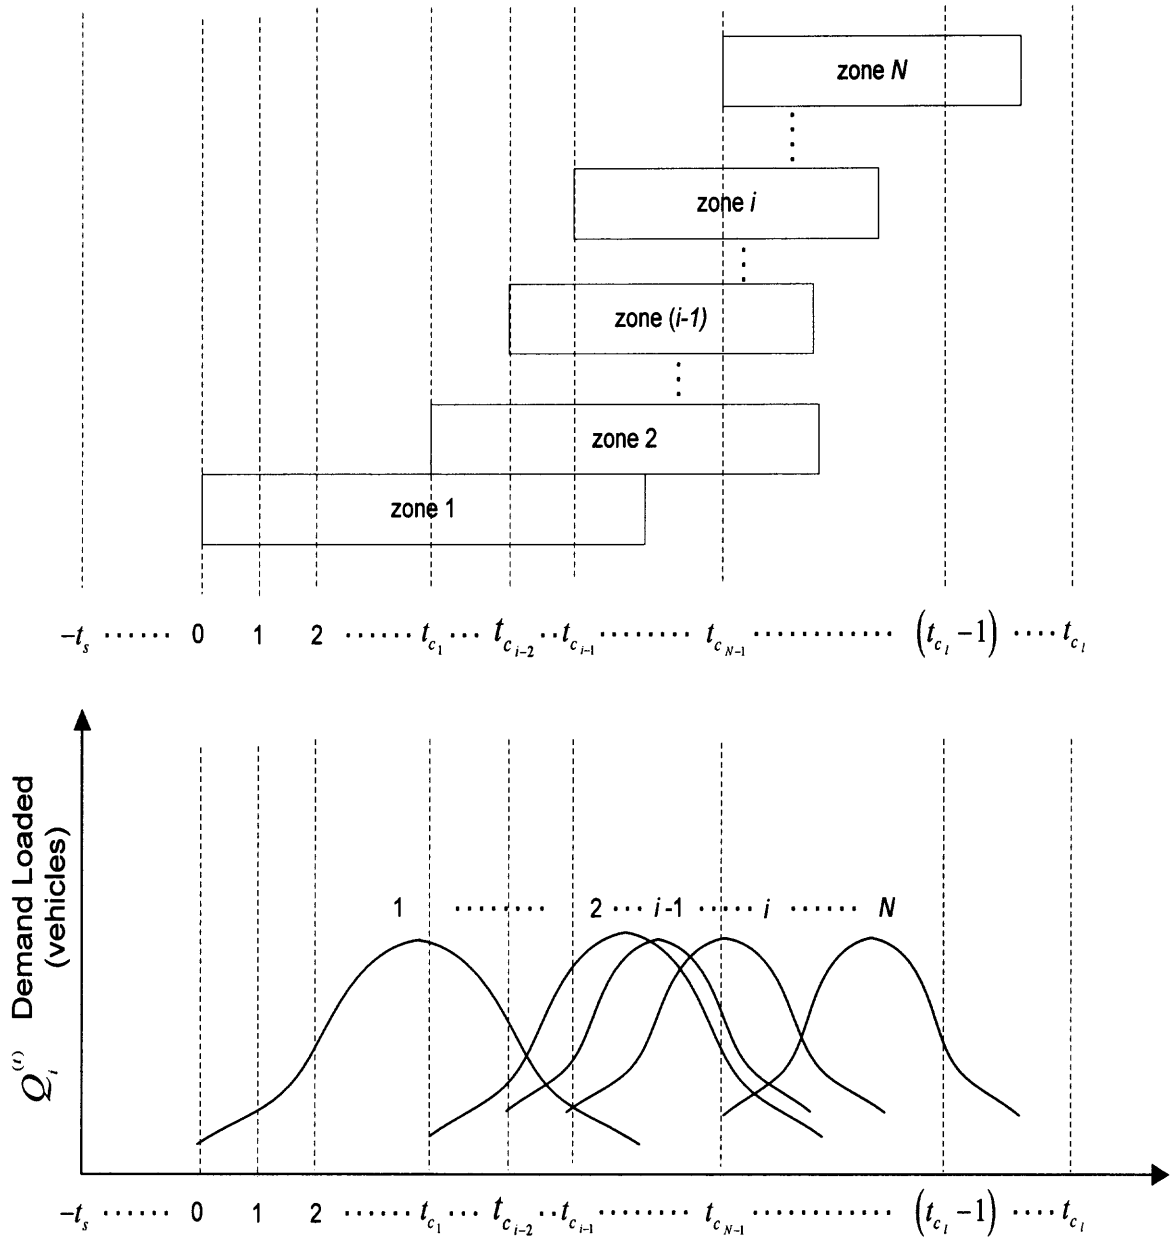 zone N
zone i
zone (i-1)
zone 2
zone 1
-t_s ······ 0 1 2 ······ t_{c_1} ··· t_{c_{i-2}} ·· t_{c_{i-1}} ········ t_{c_{N-1}} ············ (t_{c_l} -1) ···· t_{c_l}
Q_i^{(t)} Demand Loaded
(vehicles)
1 ········ 2 ··· i-1 ····· i ······ N
-t_s ······ 0 1 2 ······ t_{c_1} ··· t_{c_{i-2}} ·· t_{c_{i-1}} ········ t_{c_{N-1}} ············ (t_{c_l} -1) ···· t_{c_l}